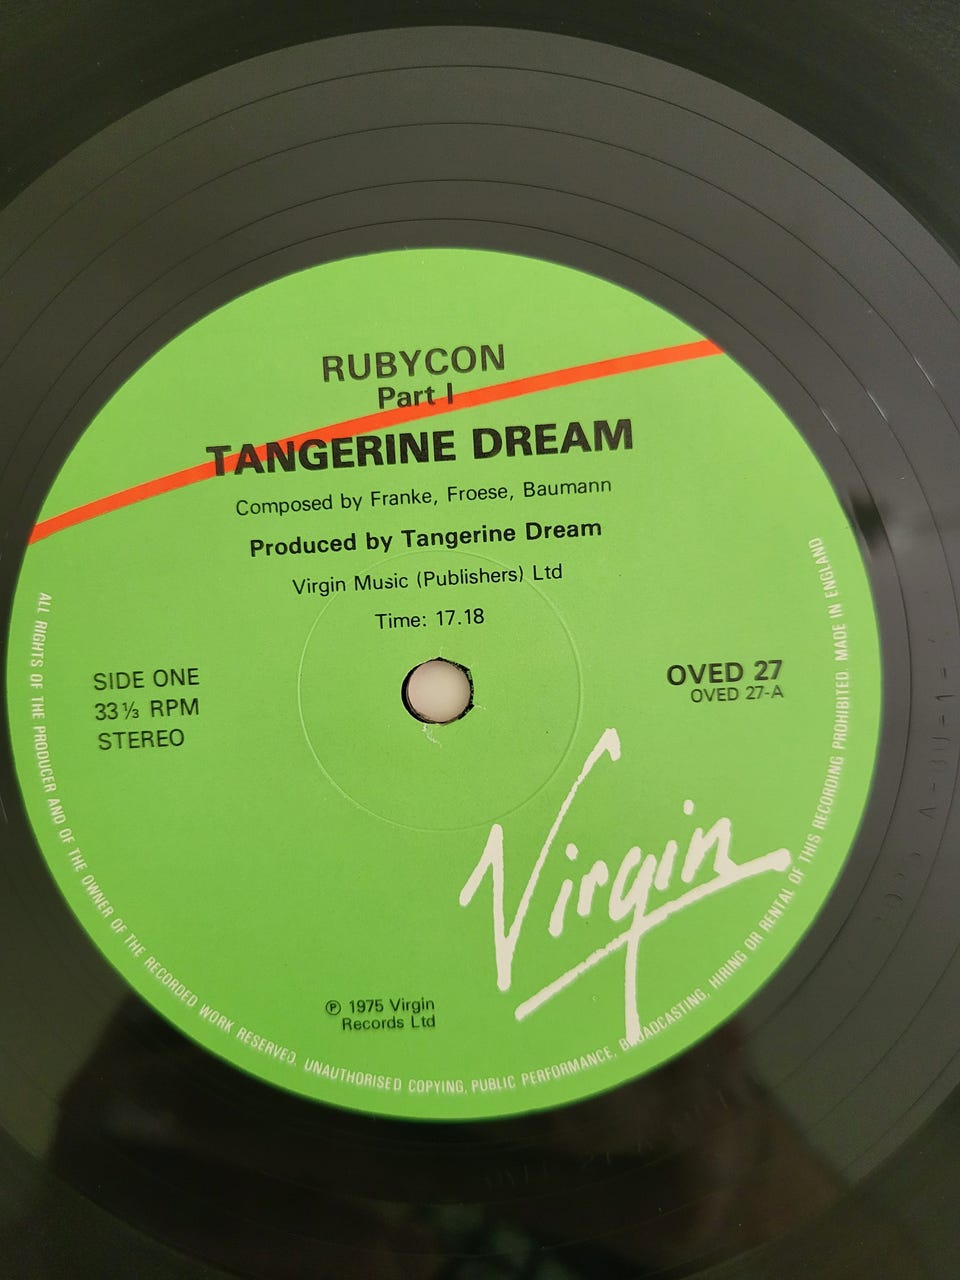 RUBYCON
Part I
TANGERINE DREAM
Composed by Franke, Froese, Baumann
Produced by Tangerine Dream
Virgin Music (Publishers) Ltd
Time: 17.18
SIDE ONE
33⅓ RPM
STEREO
OVED 27
OVED 27-A
Virgin
℗ 1975 Virgin
Records Ltd
ALL RIGHTS OF THE PRODUCER AND OF THE OWNER OF THE RECORDED WORK RESERVED. UNAUTHORISED COPYING, PUBLIC PERFORMANCE, BROADCASTING, HIRING OR RENTAL OF THIS RECORDING PROHIBITED. MADE IN ENGLAND